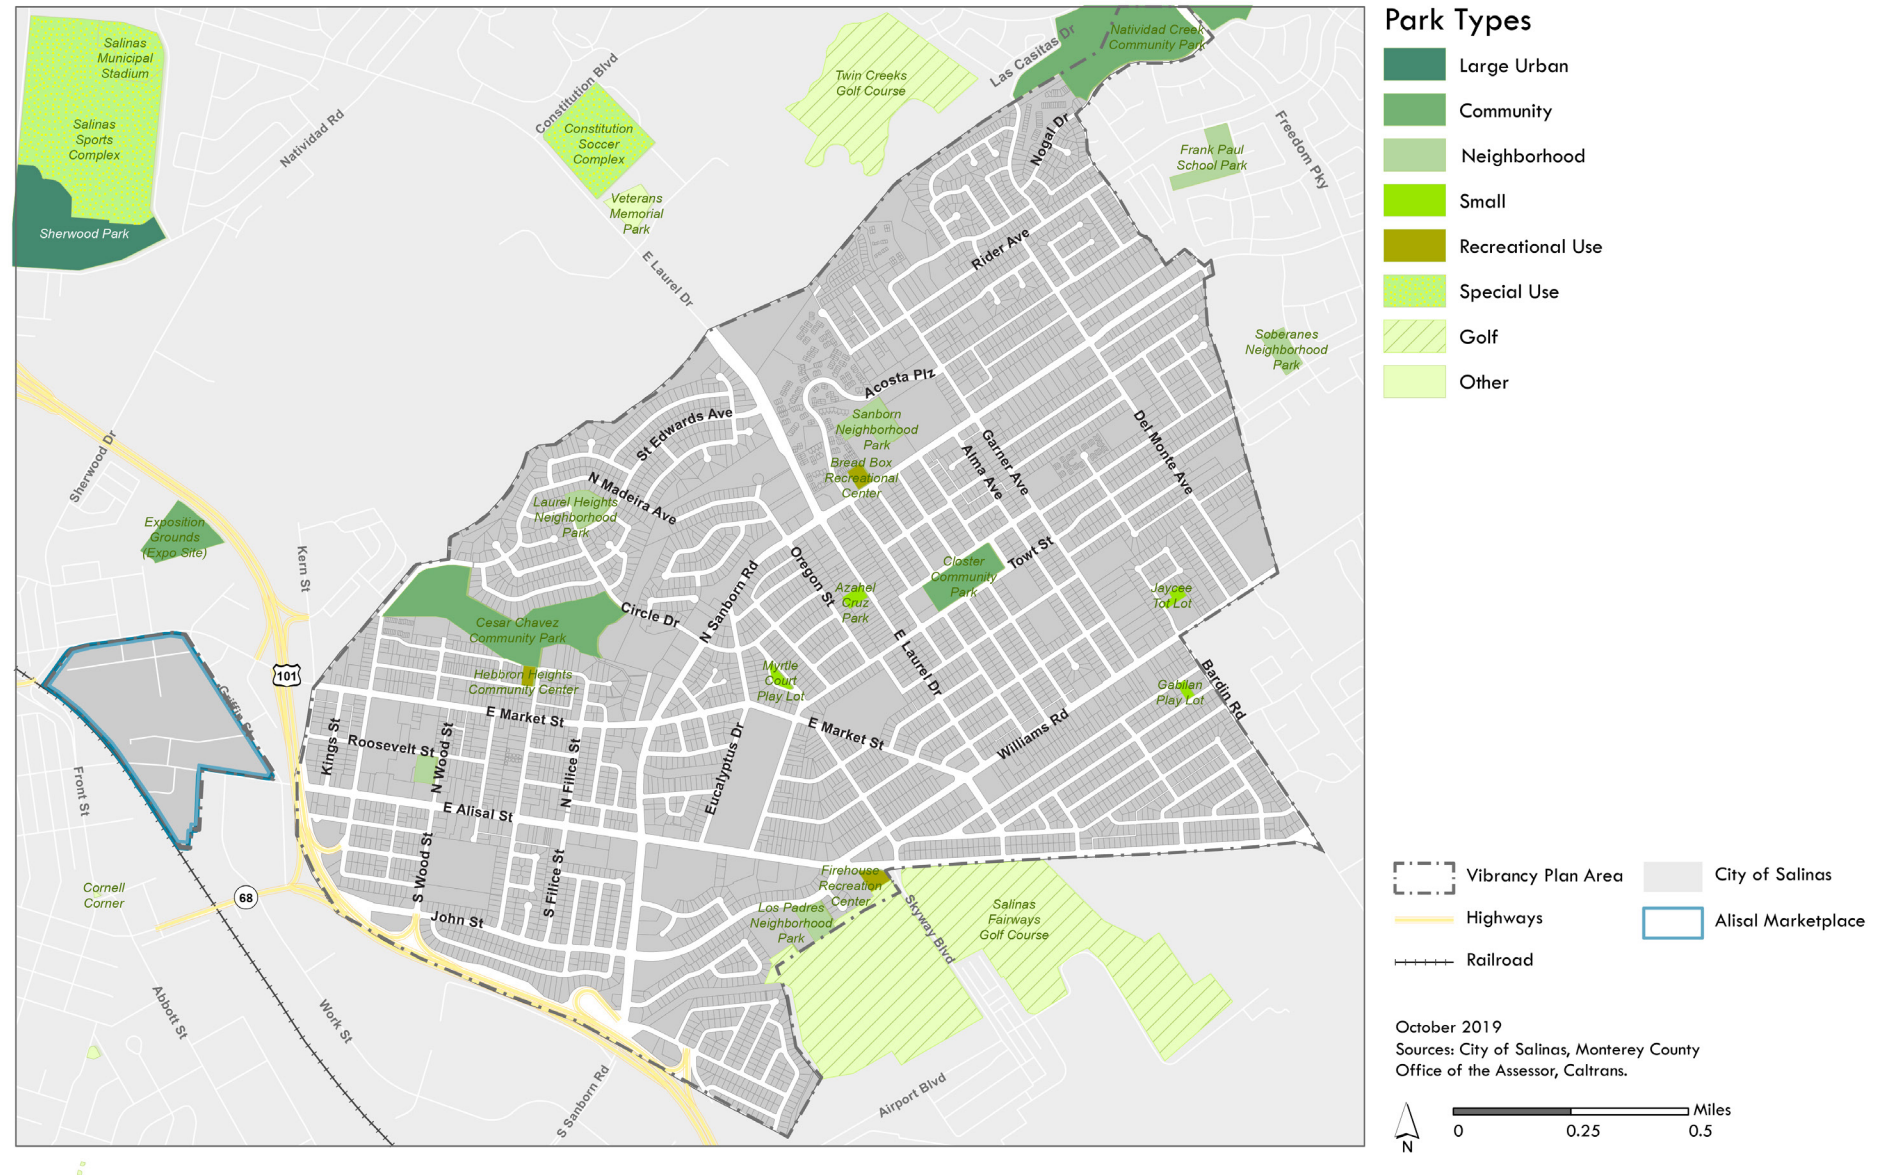 Salinas
Municipal
Stadium
Salinas
Sports
Complex
Sherwood Park
Natividad Rd
Constitution Blvd
Constitution
Soccer
Complex
Veterans
Memorial
Park
E Laurel Dr
Twin Creeks
Golf Course
Las Casitas Dr
Natividad Creek
Community Park
Nogal Dr
Frank Paul
School Park
Freedom Pky
Rider Ave
Soberanes
Neighborhood
Park
Acosta Plz
Sanborn
Neighborhood
Park
Bread Box
Recreational
Center
St Edwards Ave
N Madeira Ave
Laurel Heights
Neighborhood
Park
Garner Ave
Alma Ave
Del Monte Ave
Sherwood Dr
Exposition
Grounds
(Expo Site)
Kern St
Oregon St
N Sanborn Rd
Azahel
Cruz
Park
Closter
Community
Park
Towt St
Jaycee
Tot Lot
Cesar Chavez
Community Park
Circle Dr
E Laurel Dr
Myrtle
Court
Play Lot
Hebbron Heights
Community Center
Gabilan
Play Lot
Bardin Rd
101
Griffin St
E Market St
E Market St
Williams Rd
Kings St
Roosevelt St
N Wood St
N Filice St
Eucalyptus Dr
Front St
E Alisal St
S Wood St
S Filice St
John St
Firehouse
Recreation
Center
Los Padres
Neighborhood
Park
Skyway Blvd
Salinas
Fairways
Golf Course
Cornell
Corner
68
Abbott St
Work St
S Sanborn Rd
Airport Blvd
Park Types
Large Urban
Community
Neighborhood
Small
Recreational Use
Special Use
Golf
Other
Vibrancy Plan Area
City of Salinas
Highways
Alisal Marketplace
Railroad
October 2019
Sources: City of Salinas, Monterey County
Office of the Assessor, Caltrans.
N
Miles
0 0.25 0.5